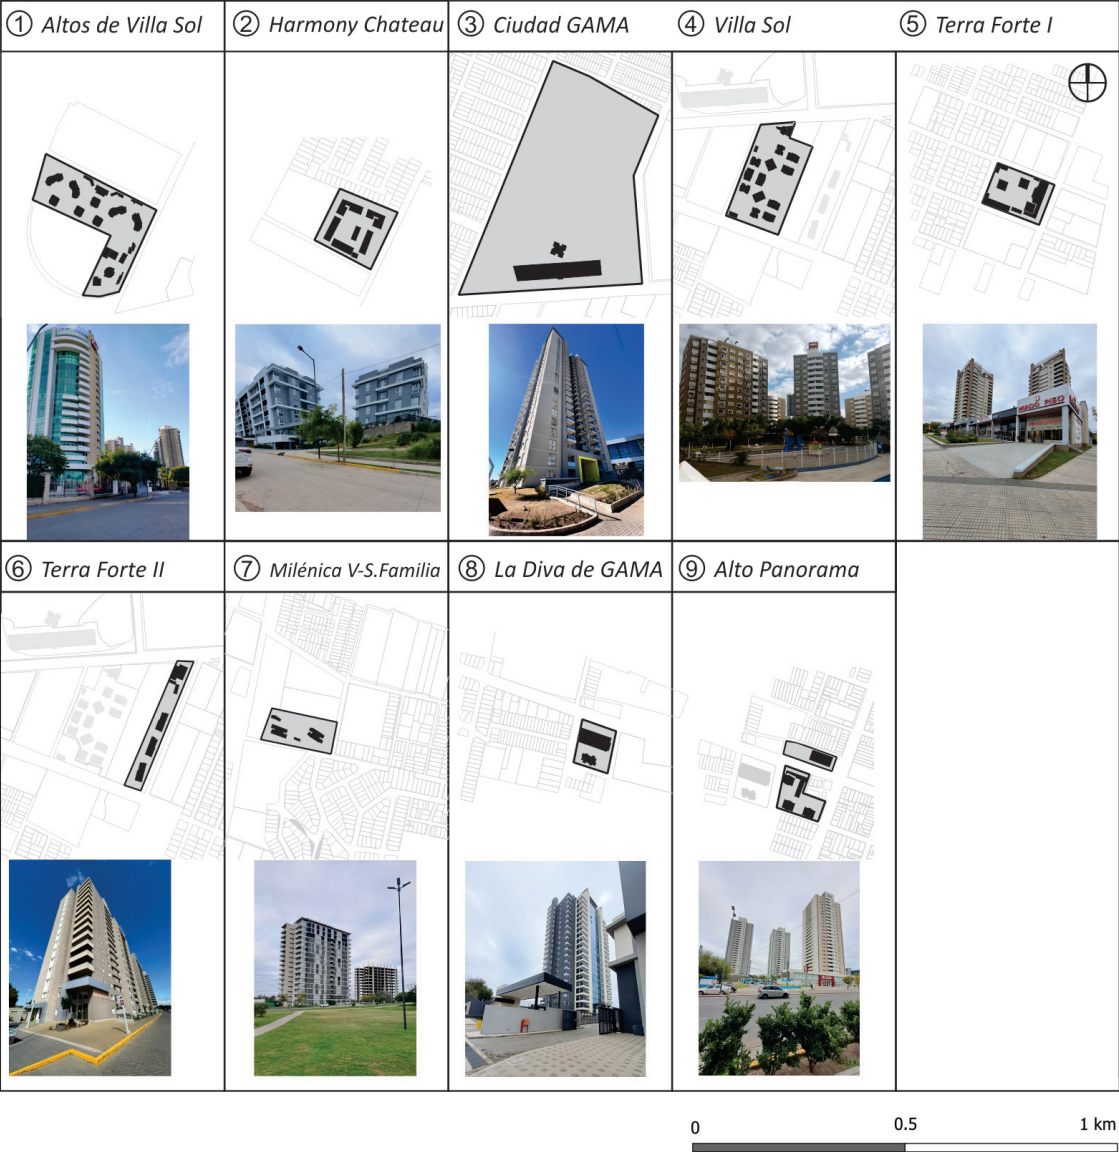 1 Altos de Villa Sol
2 Harmony Chateau
3 Ciudad GAMA
4 Villa Sol
5 Terra Forte I
PISO
6 Terra Forte II
7 Milénica V-S.Familia
8 La Diva de GAMA
9 Alto Panorama
0 0.5 1 km